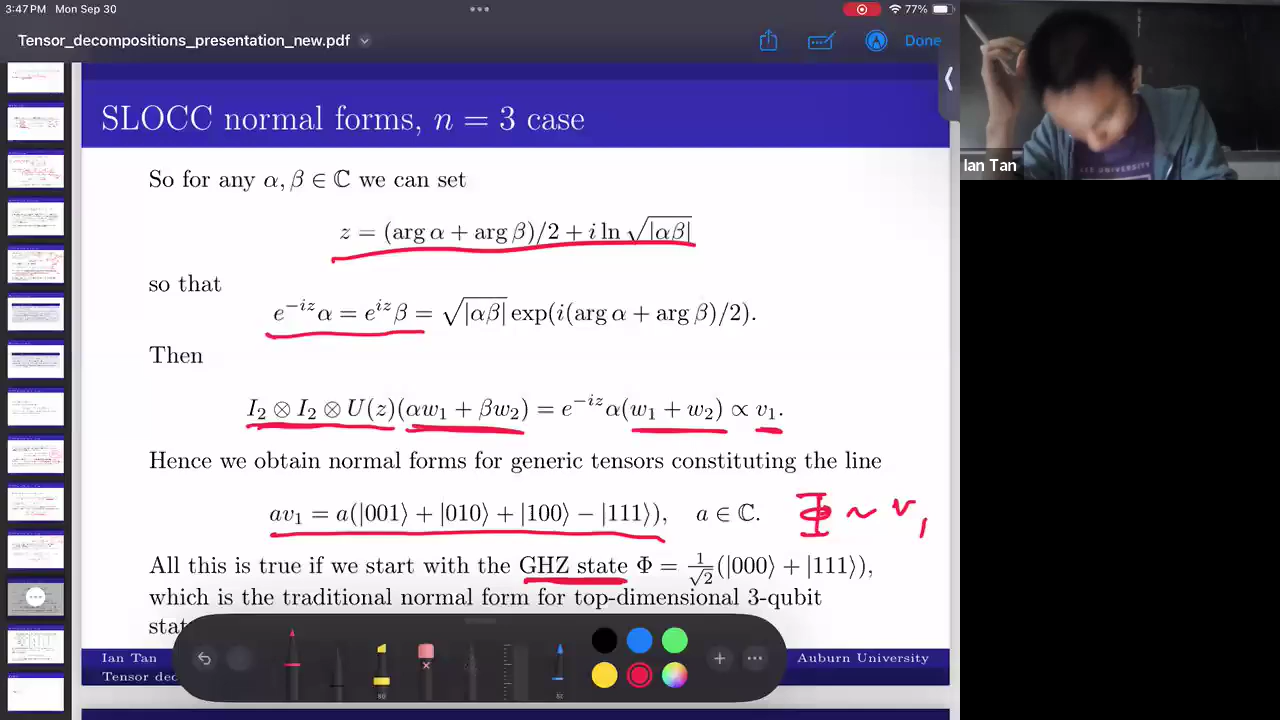 3:47 PM Mon Sep 30
77%
Tensor_decompositions_presentation_new.pdf
Done
SLOCC normal forms, n = 3 case
So for any α, β ∈ ℂ we can set
z = (arg α + arg β)/2 + i ln √|αβ|
so that
e^{-iz}α = e^{iz}β = √|αβ| exp(i(arg α + arg β)/2).
Then
I₂ ⊗ I₂ ⊗ U(z)(αw₁ + βw₂) = e^{-iz}α(w₁ + w₂) ∝ v₁.
Hence we obtain normal forms for generic tensors constituting the line
av₁ = a(|001⟩ + |010⟩ + |100⟩ − |111⟩), a ∈ ℂ.
Φ ~ v₁
All this is true if we start with the GHZ state Φ = 1/√2(|000⟩ + |111⟩),
which is the traditional normal form for top-dimensional 3-qubit
Ian Tan
Auburn University
Ian Tan